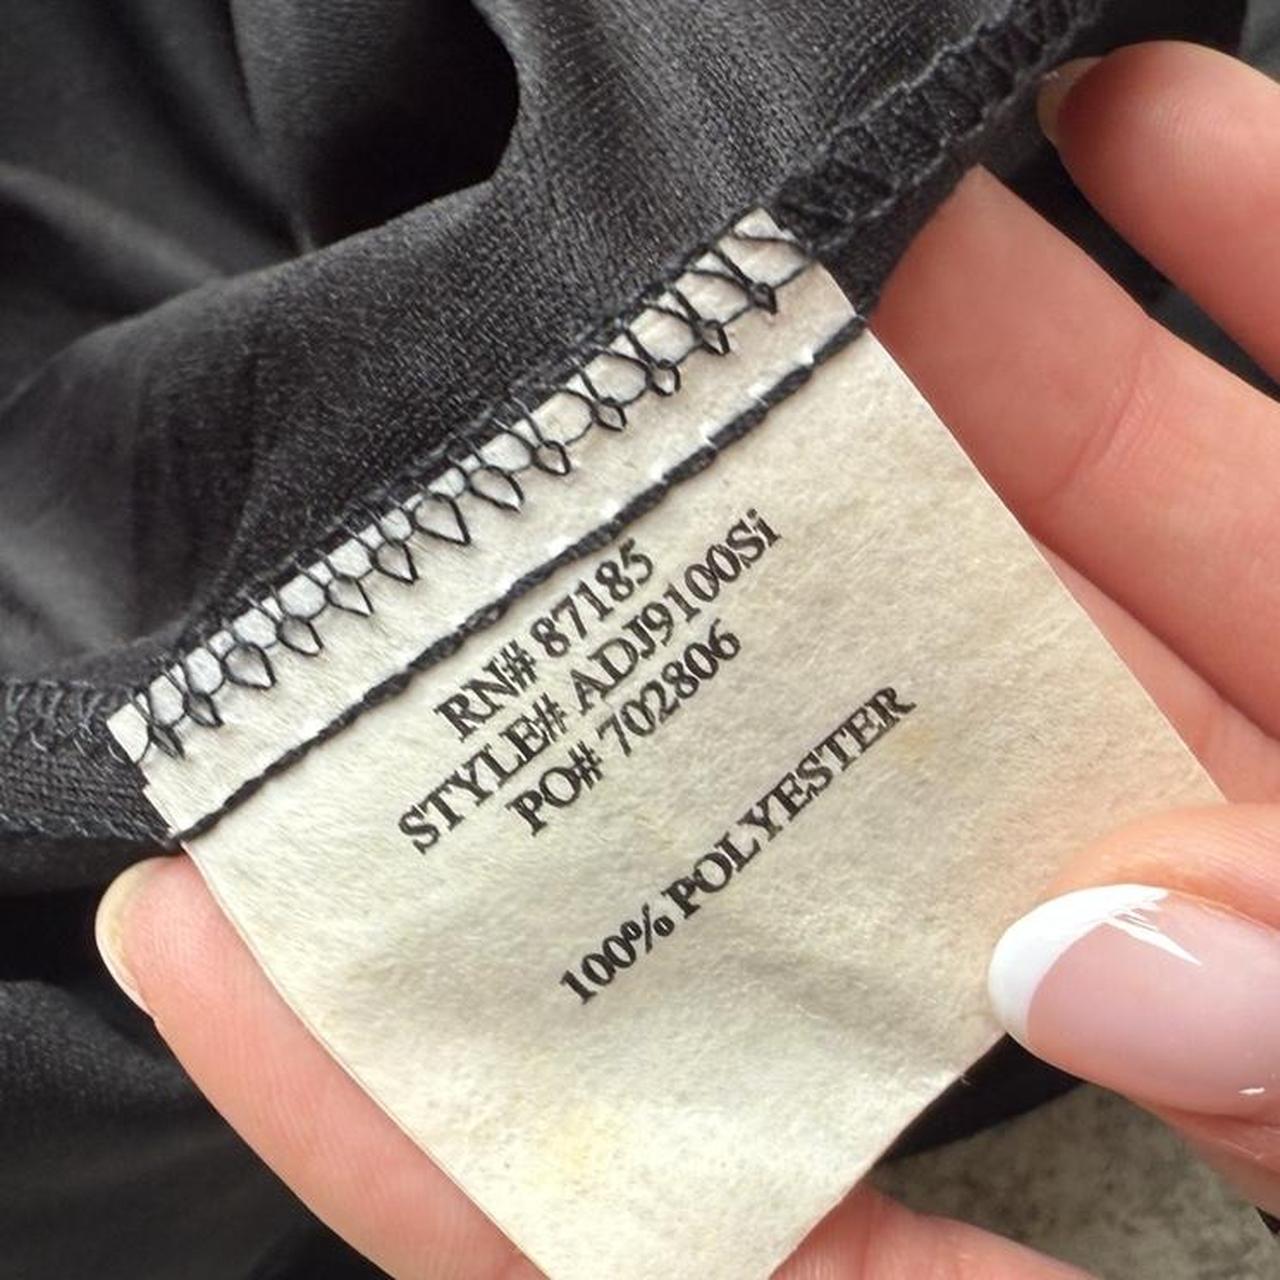 RN# 87185
STYLE# ADJ9100Si
PO# 702806
100% POLYESTER